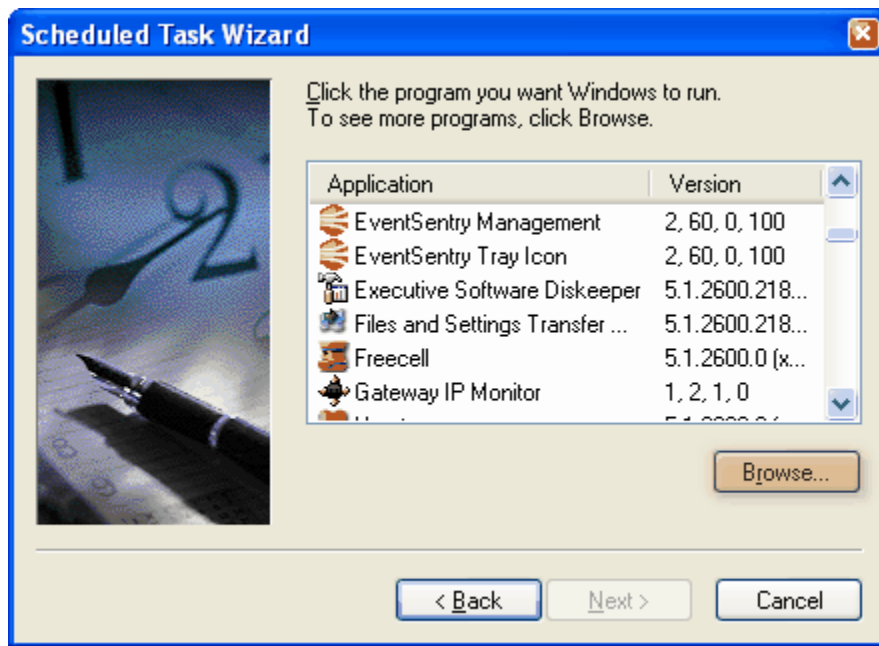 Scheduled Task Wizard
Click the program you want Windows to run.
To see more programs, click Browse.
Application Version
EventSentry Management 2, 60, 0, 100
EventSentry Tray Icon 2, 60, 0, 100
Executive Software Diskeeper 5.1.2600.218...
Files and Settings Transfer ... 5.1.2600.218...
Freecell 5.1.2600.0 (x...
Gateway IP Monitor 1, 2, 1, 0
Browse...
< Back Next > Cancel